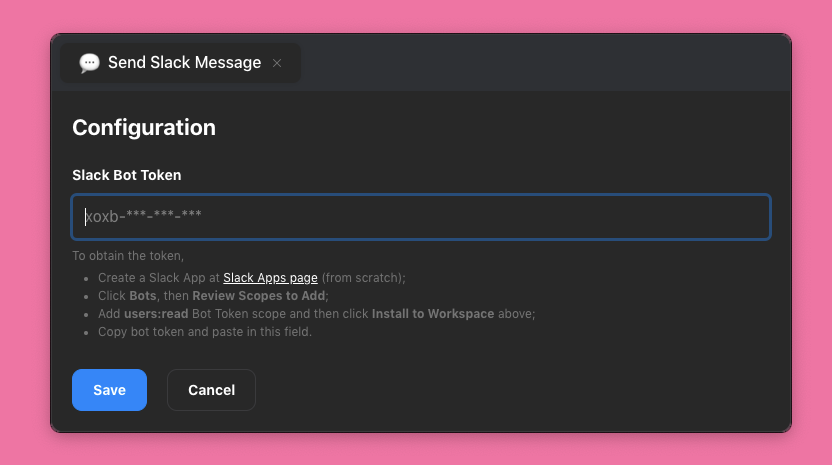 Send Slack Message
Configuration
Slack Bot Token
xoxb-***-***-***
To obtain the token,
• Create a Slack App at Slack Apps page (from scratch);
• Click Bots, then Review Scopes to Add;
• Add users:read Bot Token scope and then click Install to Workspace above;
• Copy bot token and paste in this field.
Save Cancel